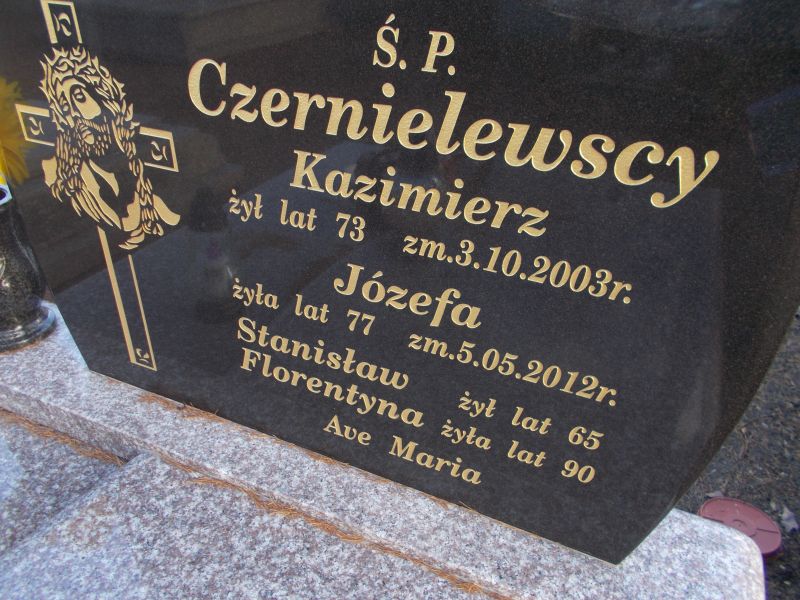 Ś. P.
Czernielewscy
Kazimierz
żył lat 73 zm.3.10.2003r.
Józefa
żyła lat 77 zm.5.05.2012r.
Stanisław żył lat 65
Florentyna żyła lat 90
Ave Maria